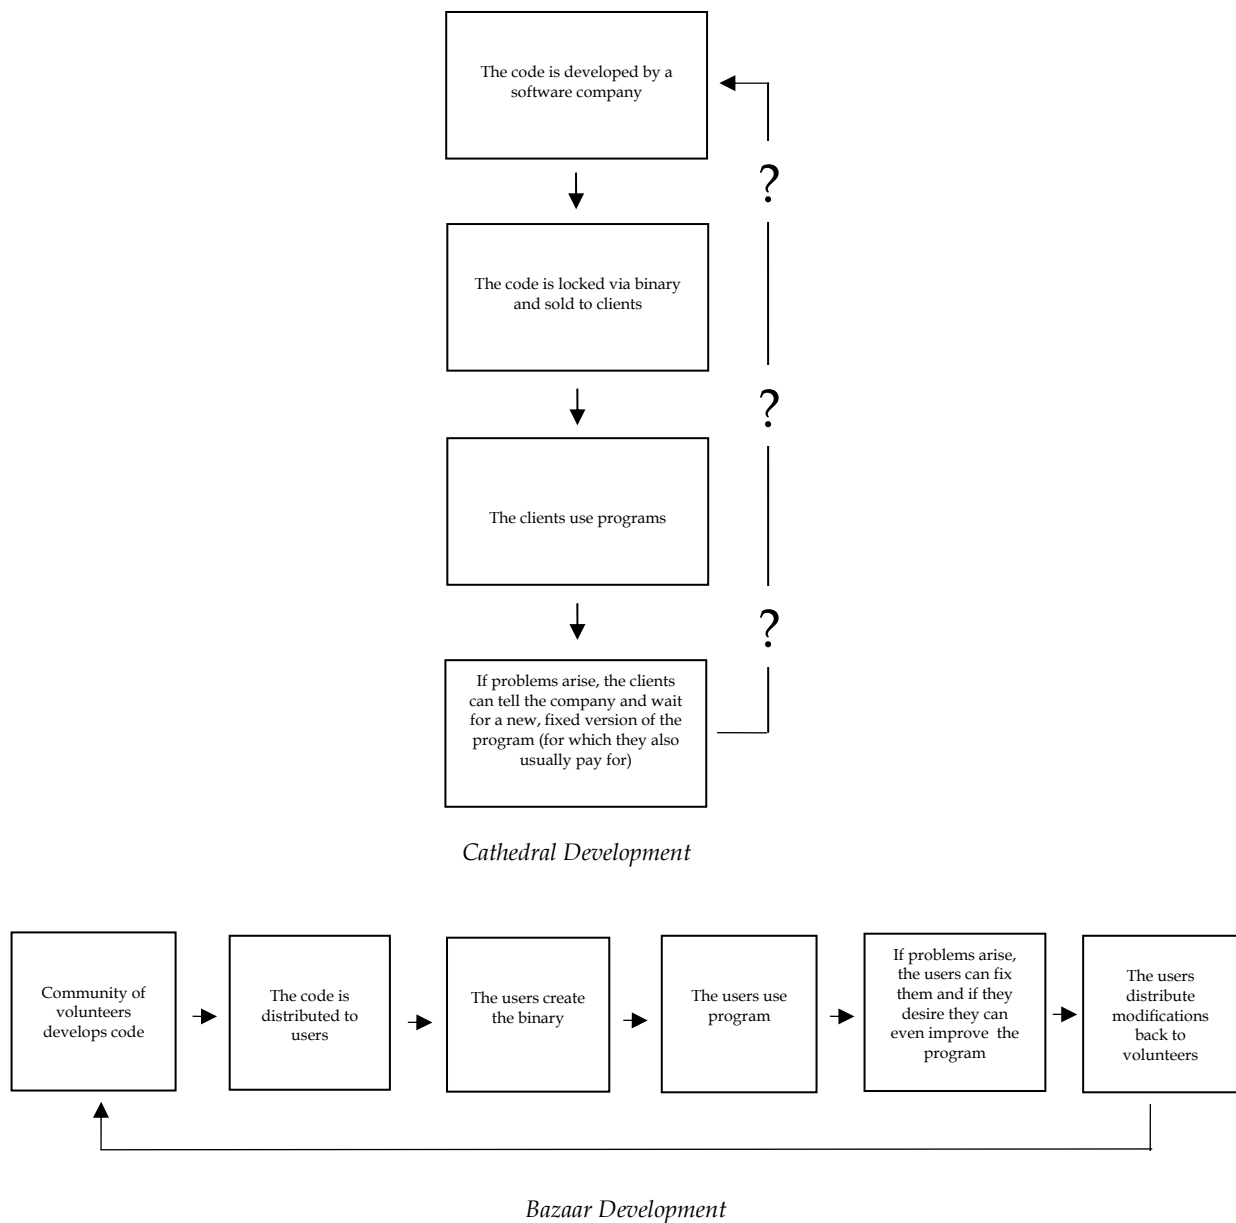 The code is developed by a
software company
?
The code is locked via binary
and sold to clients
?
The clients use programs
?
If problems arise, the clients
can tell the company and wait
for a new, fixed version of the
program (for which they also
usually pay for)
Cathedral Development
Community of
volunteers
develops code
The code is
distributed to
users
The users create
the binary
The users use
program
If problems arise,
the users can fix
them and if they
desire they can
even improve the
program
The users
distribute
modifications
back to
volunteers
Bazaar Development